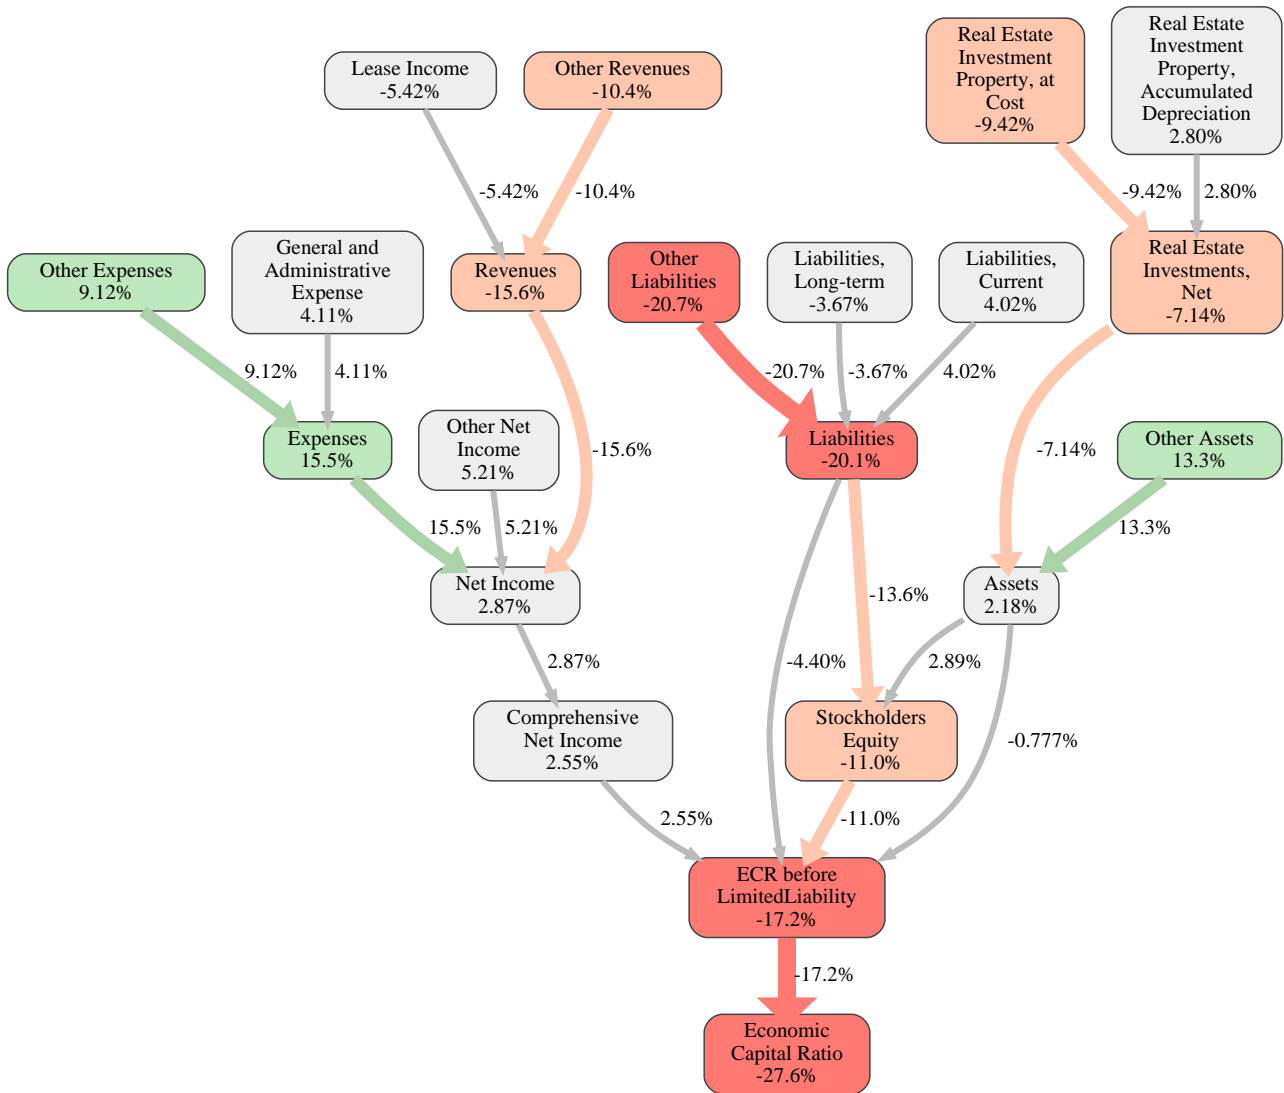 Lease Income
-5.42%
Other Revenues
-10.4%
Real Estate
Investment
Property, at
Cost
-9.42%
Real Estate
Investment
Property,
Accumulated
Depreciation
2.80%
-5.42%
-10.4%
-9.42%
2.80%
Other Expenses
9.12%
General and
Administrative
Expense
4.11%
Revenues
-15.6%
Other
Liabilities
-20.7%
Liabilities,
Long-term
-3.67%
Liabilities,
Current
4.02%
Real Estate
Investments,
Net
-7.14%
9.12%
4.11%
-20.7%
-3.67%
4.02%
Expenses
15.5%
Other Net
Income
5.21%
-15.6%
Liabilities
-20.1%
-7.14%
Other Assets
13.3%
15.5%
5.21%
13.3%
Net Income
2.87%
-13.6%
Assets
2.18%
2.87%
-4.40%
2.89%
Comprehensive
Net Income
2.55%
Stockholders
Equity
-11.0%
-0.777%
2.55%
-11.0%
ECR before
LimitedLiability
-17.2%
-17.2%
Economic
Capital Ratio
-27.6%